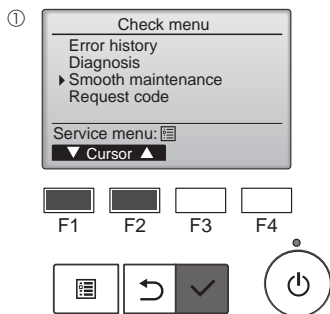 ①
Check menu
Error history
Diagnosis
Smooth maintenance
Request code
Service menu:
▼ Cursor ▲
F1 F2 F3 F4